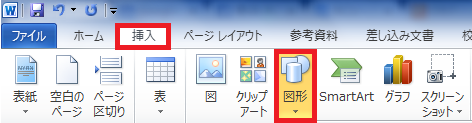 ファイル ホーム 挿入 ページ レイアウト 参考資料 差し込み文書
表紙 空白の ページ 表 図 クリップ 図形 SmartArt グラフ スクリーン
ページ 区切り アート ショット